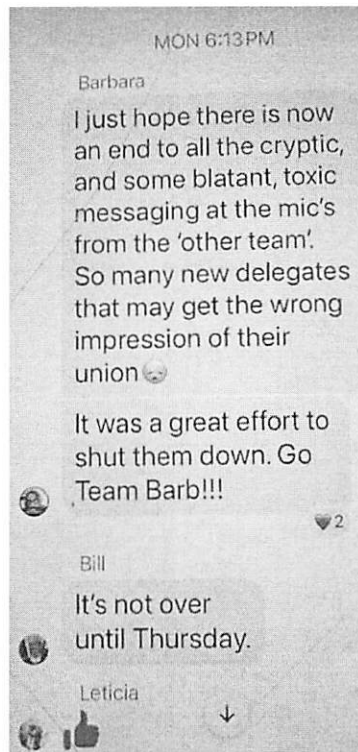 MON 6:13 PM
Barbara
I just hope there is now
an end to all the cryptic,
and some blatant, toxic
messaging at the mic's
from the 'other team'.
So many new delegates
that may get the wrong
impression of their
union😞
It was a great effort to
shut them down. Go
Team Barb!!!
2
Bill
It's not over
until Thursday.
Leticia